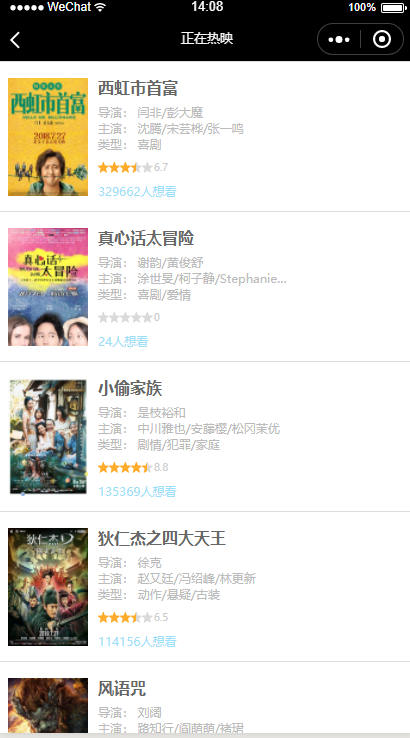 WeChat
14:08
100%
正在热映
西虹市首富
2018.7.27
西虹市首富
导演： 闫非/彭大魔
主演： 沈腾/宋芸桦/张一鸣
类型： 喜剧
6.7
329662人想看
真心话
太冒险
真心话太冒险
导演： 谢韵/黄俊舒
主演： 涂世旻/柯子静/Stephanie...
类型： 喜剧/爱情
0
24人想看
小偷家族
导演： 是枝裕和
主演： 中川雅也/安藤樱/松冈茉优
类型： 剧情/犯罪/家庭
8.8
135369人想看
狄仁杰
狄仁杰之四大天王
导演： 徐克
主演： 赵又廷/冯绍峰/林更新
类型： 动作/悬疑/古装
6.5
114156人想看
风语咒
导演： 刘阔
主演： 路知行/阎萌萌/褚珺